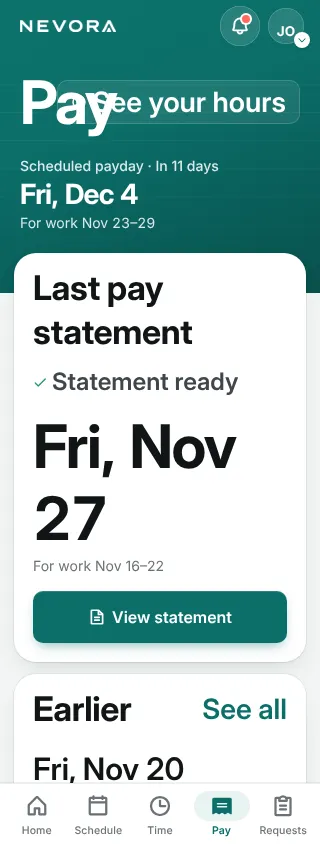 NEVORA
JO
Pay
See your hours
Scheduled payday · In 11 days
Fri, Dec 4
For work Nov 23–29
Last pay
statement
Statement ready
Fri, Nov
27
For work Nov 16–22
View statement
Earlier
See all
Fri, Nov 20
Home
Schedule
Time
Pay
Requests